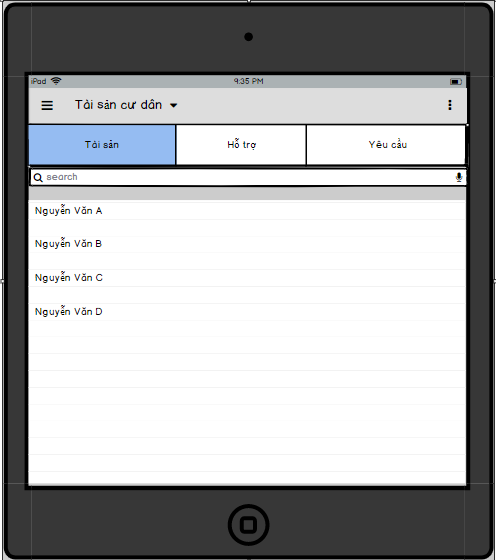 iPad 9:35 PM
Tài sản cư dân
Tài sản Hỗ trợ Yêu cầu
search
Nguyễn Văn A
Nguyễn Văn B
Nguyễn Văn C
Nguyễn Văn D